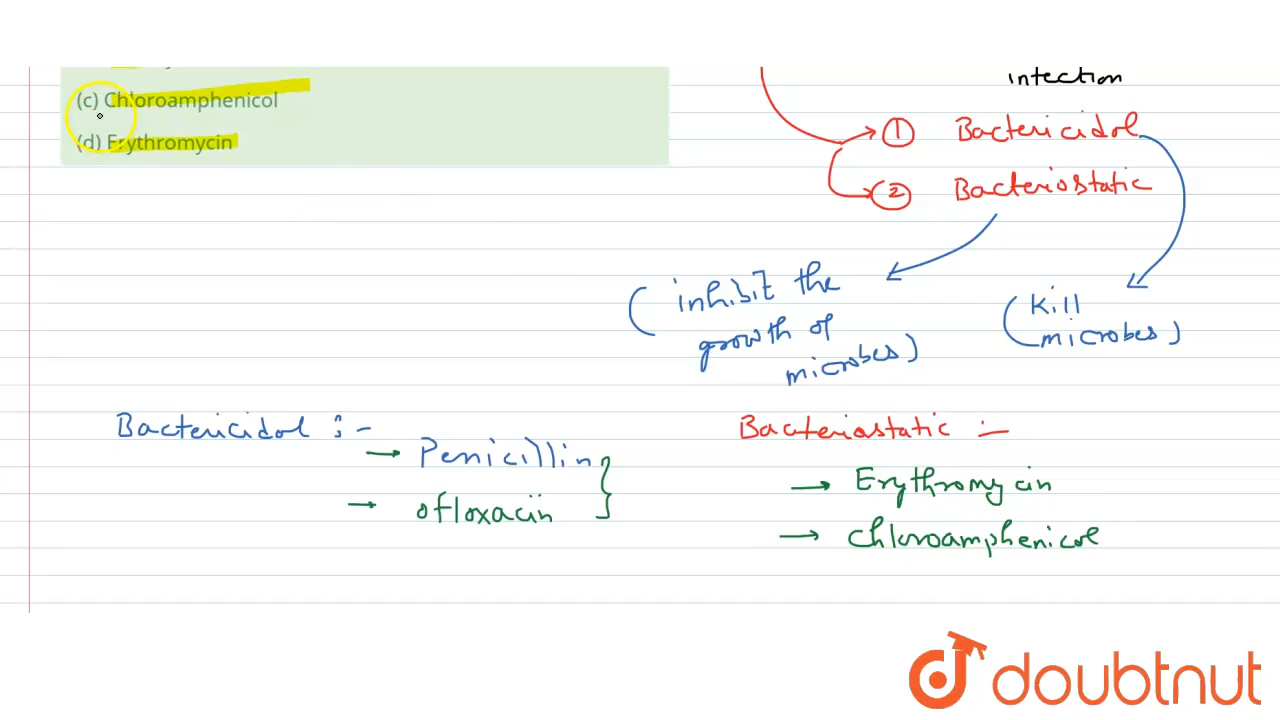 infection
(c) Chloroamphenicol
(d) Erythromycin
① Bactericidal
② Bacteriostatic
(inhibit the
growth of
microbes)
(Kill
microbes)
Bactericidal :-
→ Penicillin
→ ofloxacin
Bacteriostatic :-
→ Erythromycin
→ Chloroamphenicol
doubtnut